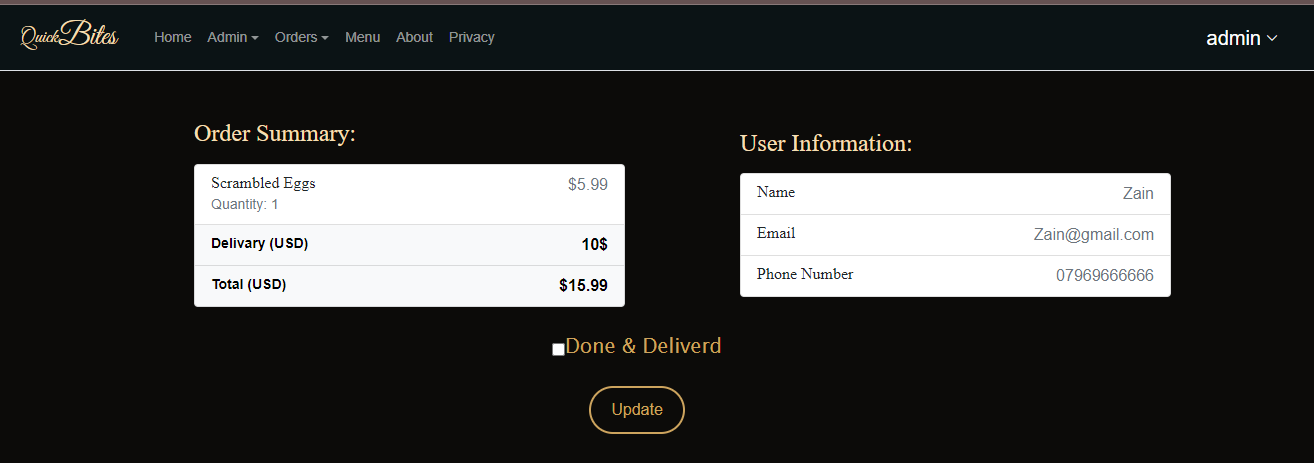 QuickBites Home Admin Orders Menu About Privacy admin
Order Summary:
Scrambled Eggs $5.99
Quantity: 1
Delivary (USD) 10$
Total (USD) $15.99
User Information:
Name Zain
Email Zain@gmail.com
Phone Number 07969666666
Done & Deliverd
Update